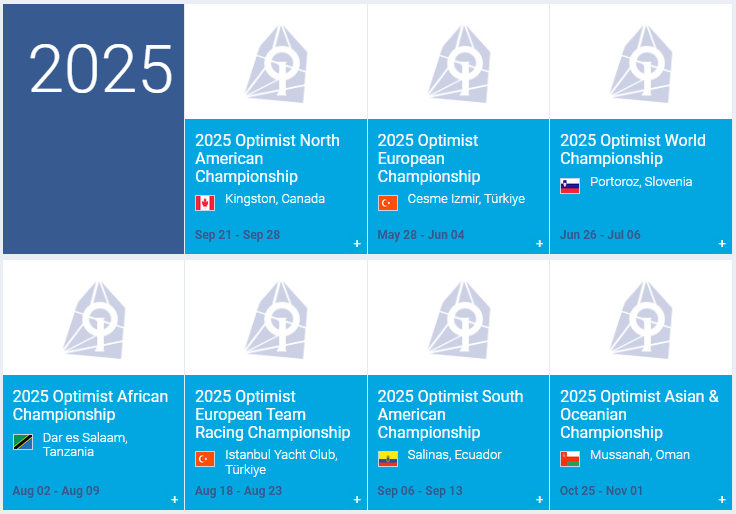 2025
2025 Optimist North
American
Championship
Kingston, Canada
Sep 21 - Sep 28
+
2025 Optimist
European
Championship
Cesme Izmir, Türkiye
May 28 - Jun 04
+
2025 Optimist World
Championship
Portoroz, Slovenia
Jun 26 - Jul 06
+
2025 Optimist African
Championship
Dar es Salaam,
Tanzania
Aug 02 - Aug 09
+
2025 Optimist
European Team
Racing Championship
Istanbul Yacht Club,
Türkiye
Aug 18 - Aug 23
+
2025 Optimist South
American
Championship
Salinas, Ecuador
Sep 06 - Sep 13
+
2025 Optimist Asian &
Oceanian
Championship
Mussanah, Oman
Oct 25 - Nov 01
+